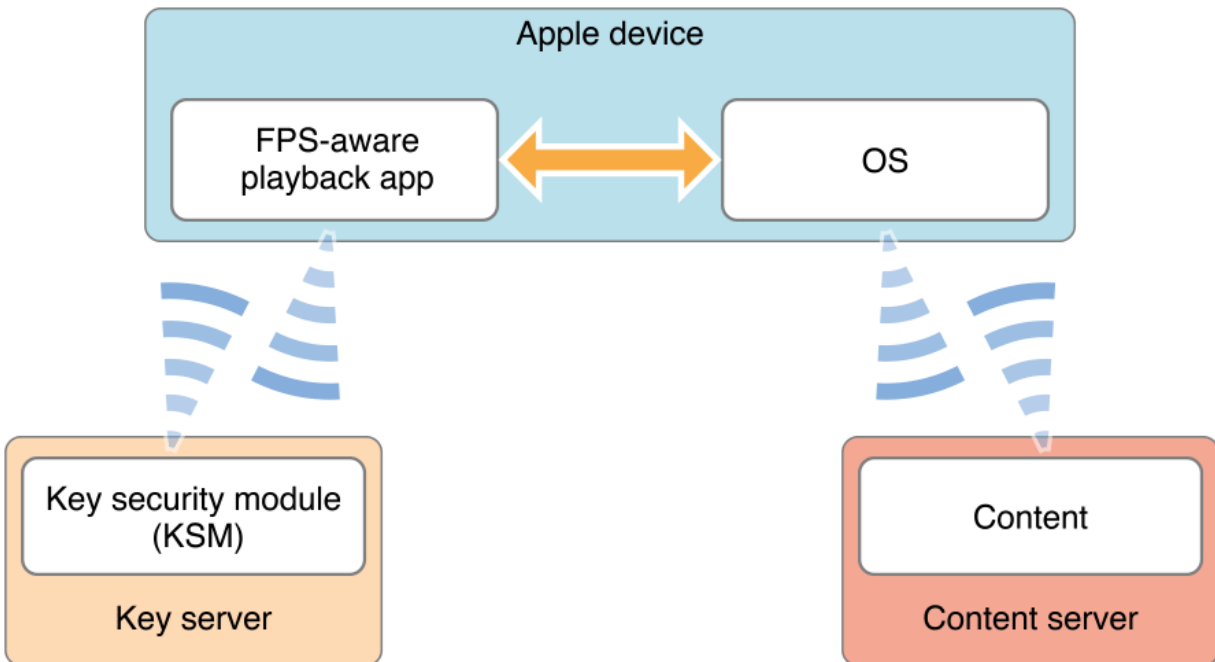 Apple device
FPS-aware
playback app
OS
Key security module
(KSM)
Key server
Content
Content server